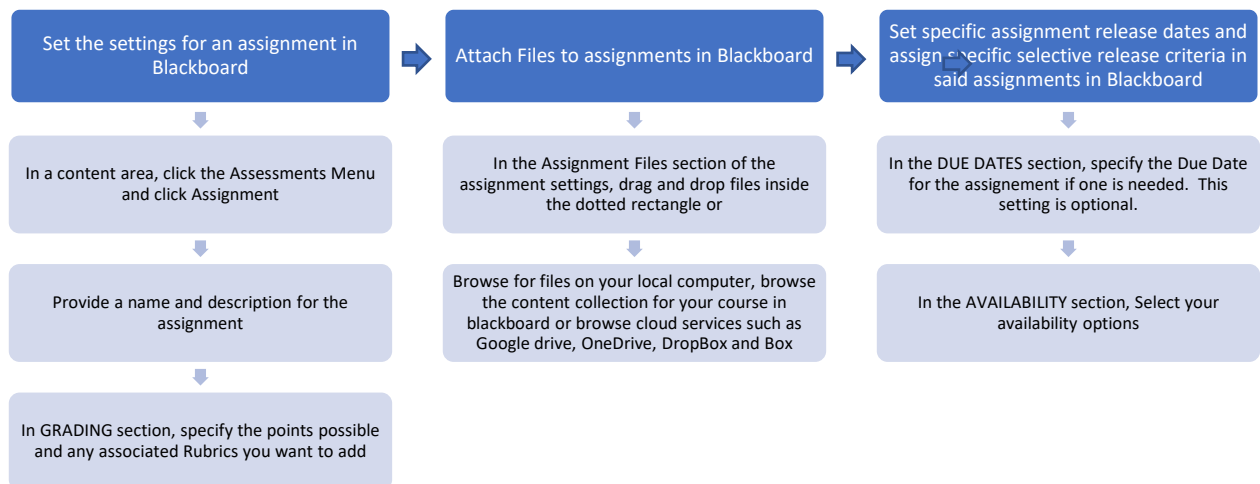 Set the settings for an assignment in
Blackboard
In a content area, click the Assessments Menu
and click Assignment
Provide a name and description for the
assignment
In GRADING section, specify the points possible
and any associated Rubrics you want to add
Attach Files to assignments in Blackboard
In the Assignment Files section of the
assignment settings, drag and drop files inside
the dotted rectangle or
Browse for files on your local computer, browse
the content collection for your course in
blackboard or browse cloud services such as
Google drive, OneDrive, DropBox and Box
Set specific assignment release dates and
assign specific selective release criteria in
said assignments in Blackboard
In the DUE DATES section, specify the Due Date
for the assignement if one is needed.  This
setting is optional.
In the AVAILABILITY section, Select your
availability options